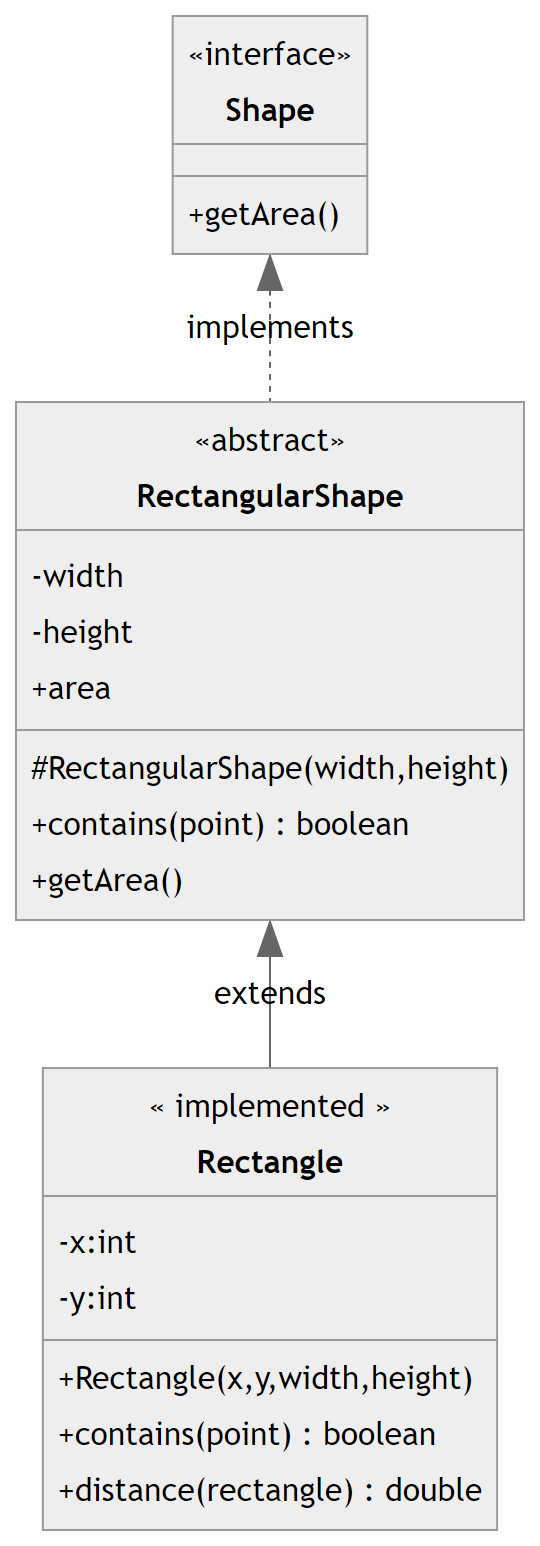 «interface»
Shape
+getArea()
implements
«abstract»
RectangularShape
-width
-height
+area
#RectangularShape(width,height)
+contains(point) : boolean
+getArea()
extends
« implemented »
Rectangle
-x:int
-y:int
+Rectangle(x,y,width,height)
+contains(point) : boolean
+distance(rectangle) : double